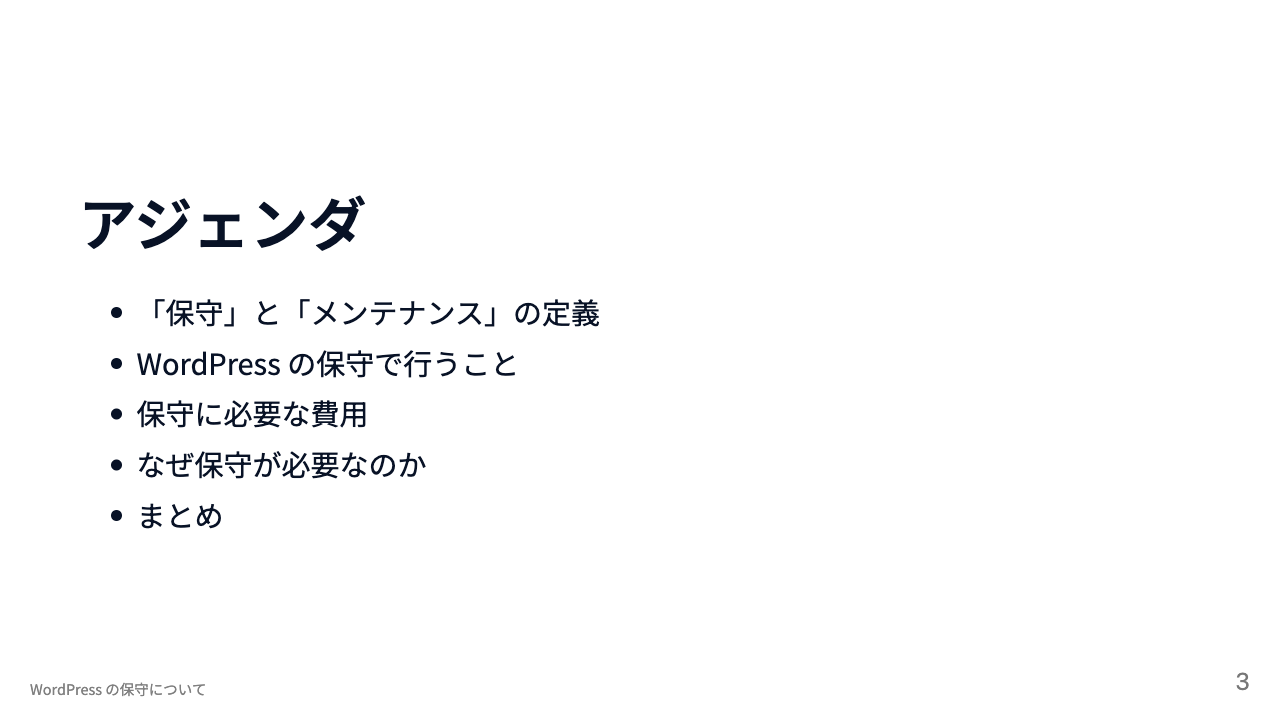 アジェンダ
• 「保守」と「メンテナンス」の定義
• WordPress の保守で行うこと
• 保守に必要な費用
• なぜ保守が必要なのか
• まとめ
WordPress の保守について
3